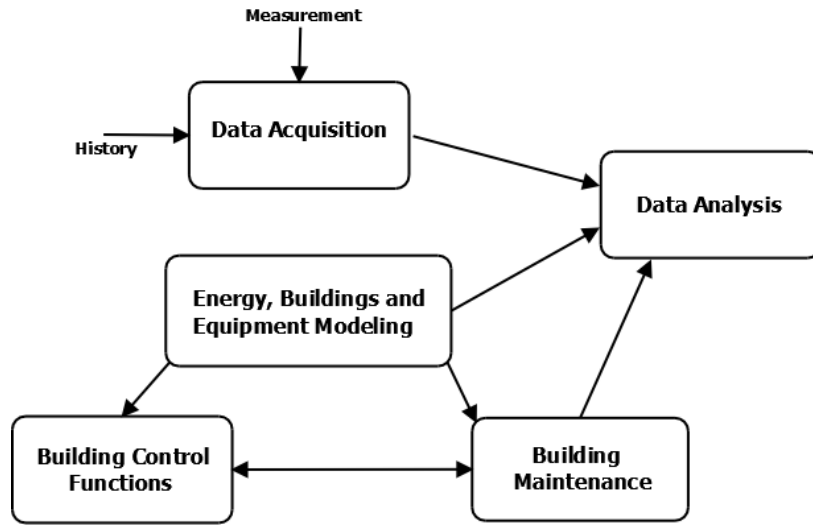 Measurement
Data Acquisition
History
Data Analysis
Energy, Buildings and
Equipment Modeling
Building Control
Functions
Building
Maintenance